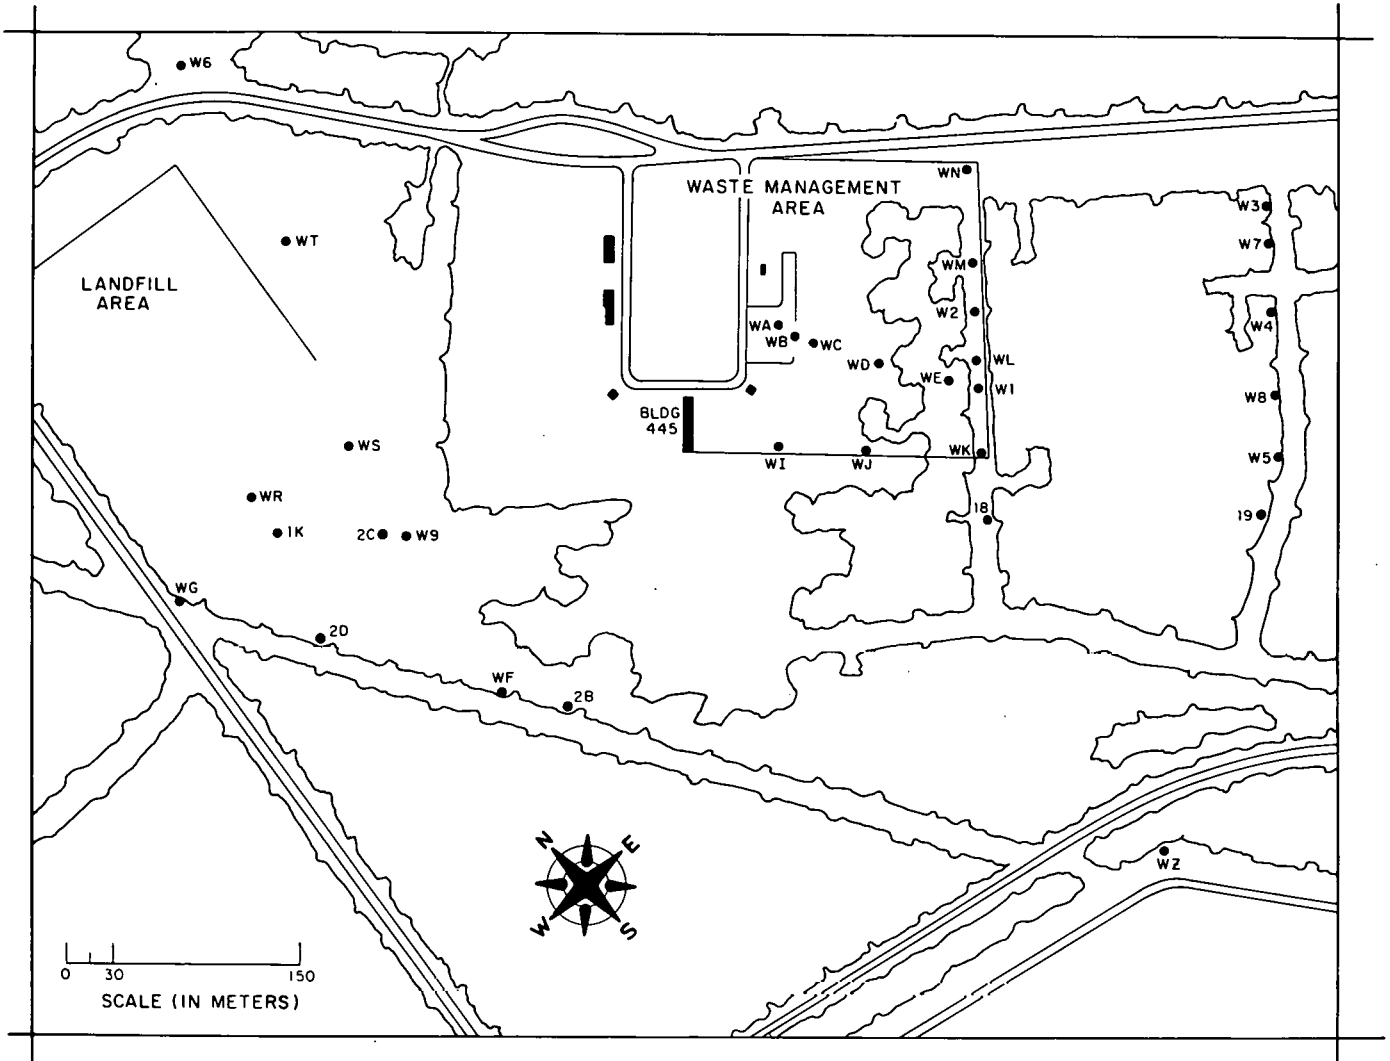 W6
WN
WASTE MANAGEMENT
AREA
W3
WT
W7
WM
LANDFILL
AREA
W2
W4
WA
WB
WC
WD
WL
WE
W1
W8
BLDG
445
WS
WI
WJ
WK
W5
WR
18
19
1K
2C
W9
WG
2D
WF
2B
N
E
WZ
W
S
0 30 150
SCALE (IN METERS)